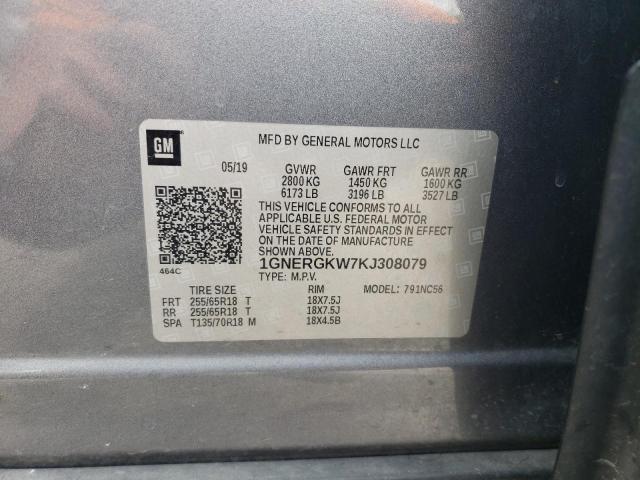 GM
MFD BY GENERAL MOTORS LLC
05/19 GVWR GAWR FRT GAWR RR
2800 KG 1450 KG 1600 KG
6173 LB 3196 LB 3527 LB
THIS VEHICLE CONFORMS TO ALL
APPLICABLE U.S. FEDERAL MOTOR
VEHICLE SAFETY STANDARDS IN EFFECT
ON THE DATE OF MANUFACTURE
SHOWN ABOVE.
1GNERGKW7KJ308079
464C
TYPE: M.P.V.
TIRE SIZE RIM MODEL: 791NC56
FRT 255/65R18 T 18X7.5J
RR 255/65R18 T 18X7.5J
SPA T135/70R18 M 18X4.5B